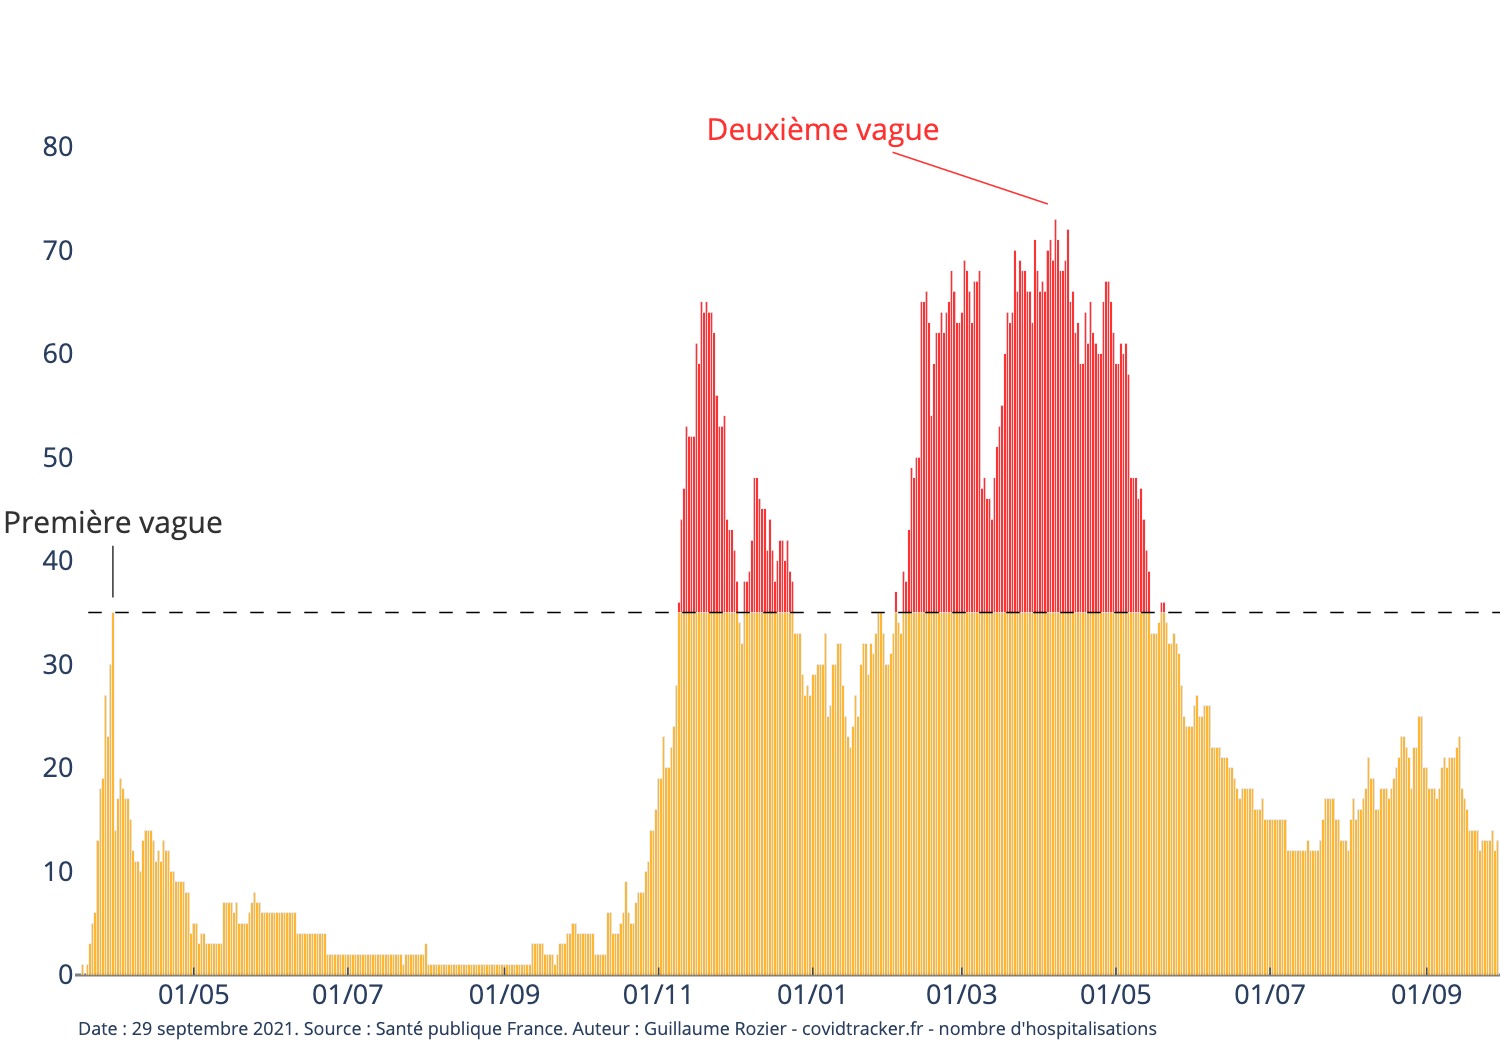 Deuxième vague
80
70
60
50
Première vague
40
30
20
10
0
01/05 01/07 01/09 01/11 01/01 01/03 01/05 01/07 01/09
Date : 29 septembre 2021. Source : Santé publique France. Auteur : Guillaume Rozier - covidtracker.fr - nombre d'hospitalisations